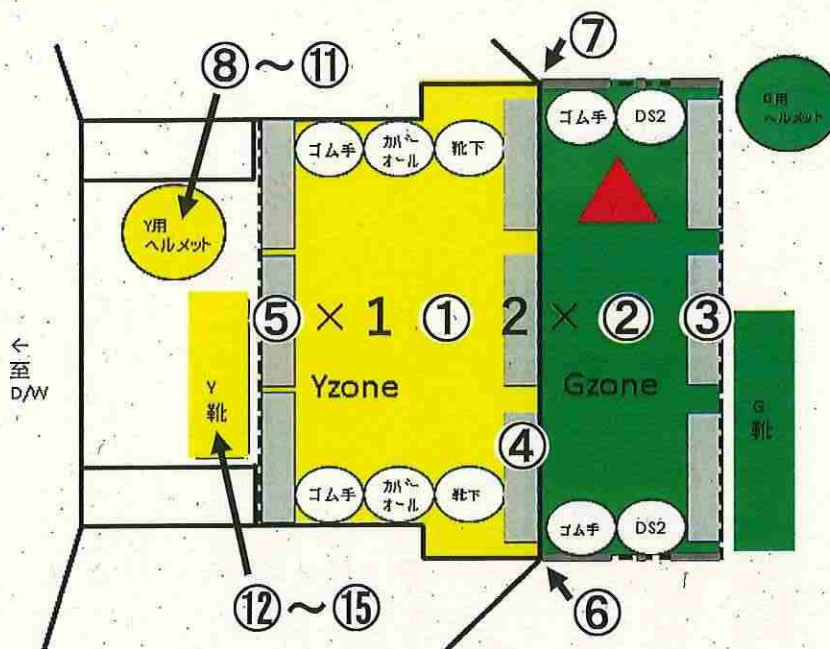 ⑧～⑪
⑦
ゴム手
カバーオール
靴下
ゴム手
DS2
G用
ヘルメット
Y用
ヘルメット
⑤ × 1 ① 2 × ② ③
←
至
D/W
Y
靴
Yzone
Gzone
G
靴
④
ゴム手
カバーオール
靴下
ゴム手
DS2
⑫～⑮
⑥